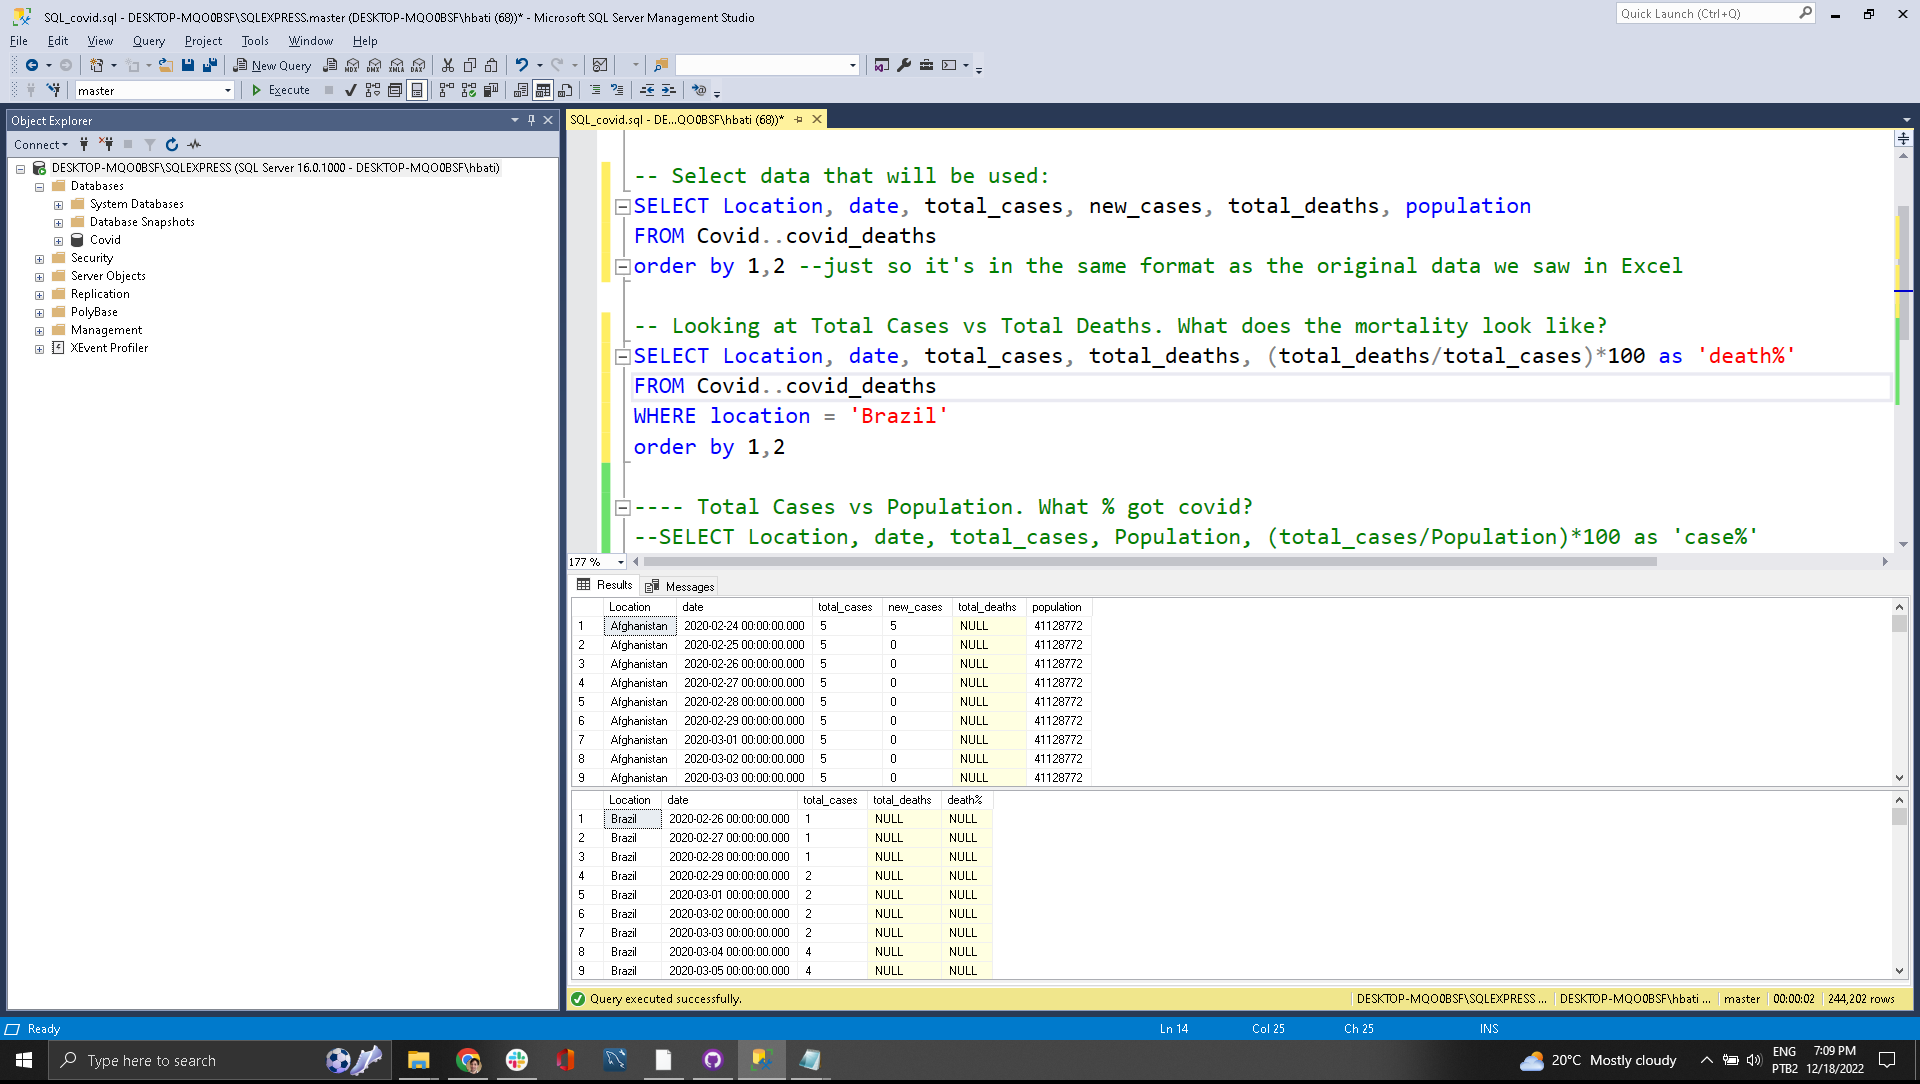 SQL_covid.sql - DESKTOP-MQO0BSF\SQLEXPRESS.master (DESKTOP-MQO0BSF\hbati (68))* - Microsoft SQL Server Management Studio
Quick Launch (Ctrl+Q)
File Edit View Query Project Tools Window Help
New Query
master Execute
Object Explorer
Connect
DESKTOP-MQO0BSF\SQLEXPRESS (SQL Server 16.0.1000 - DESKTOP-MQO0BSF\hbati)
Databases
System Databases
Database Snapshots
Covid
Security
Server Objects
Replication
PolyBase
Management
XEvent Profiler
SQL_covid.sql - DE...QO0BSF\hbati (68))*
-- Select data that will be used:
SELECT Location, date, total_cases, new_cases, total_deaths, population
FROM Covid..covid_deaths
order by 1,2 --just so it's in the same format as the original data we saw in Excel
-- Looking at Total Cases vs Total Deaths. What does the mortality look like?
SELECT Location, date, total_cases, total_deaths, (total_deaths/total_cases)*100 as 'death%'
FROM Covid..covid_deaths
WHERE location = 'Brazil'
order by 1,2
---- Total Cases vs Population. What % got covid?
--SELECT Location, date, total_cases, Population, (total_cases/Population)*100 as 'case%'
177 %
Results Messages
Location date total_cases new_cases total_deaths population
1 Afghanistan 2020-02-24 00:00:00.000 5 5 NULL 41128772
2 Afghanistan 2020-02-25 00:00:00.000 5 0 NULL 41128772
3 Afghanistan 2020-02-26 00:00:00.000 5 0 NULL 41128772
4 Afghanistan 2020-02-27 00:00:00.000 5 0 NULL 41128772
5 Afghanistan 2020-02-28 00:00:00.000 5 0 NULL 41128772
6 Afghanistan 2020-02-29 00:00:00.000 5 0 NULL 41128772
7 Afghanistan 2020-03-01 00:00:00.000 5 0 NULL 41128772
8 Afghanistan 2020-03-02 00:00:00.000 5 0 NULL 41128772
9 Afghanistan 2020-03-03 00:00:00.000 5 0 NULL 41128772
Location date total_cases total_deaths death%
1 Brazil 2020-02-26 00:00:00.000 1 NULL NULL
2 Brazil 2020-02-27 00:00:00.000 1 NULL NULL
3 Brazil 2020-02-28 00:00:00.000 1 NULL NULL
4 Brazil 2020-02-29 00:00:00.000 2 NULL NULL
5 Brazil 2020-03-01 00:00:00.000 2 NULL NULL
6 Brazil 2020-03-02 00:00:00.000 2 NULL NULL
7 Brazil 2020-03-03 00:00:00.000 2 NULL NULL
8 Brazil 2020-03-04 00:00:00.000 4 NULL NULL
9 Brazil 2020-03-05 00:00:00.000 4 NULL NULL
Query executed successfully. DESKTOP-MQO0BSF\SQLEXPRESS ... DESKTOP-MQO0BSF\hbati ... master 00:00:02 244,202 rows
Ready Ln 14 Col 25 Ch 25 INS
Type here to search
20°C Mostly cloudy
ENG
PTB2
7:09 PM
12/18/2022